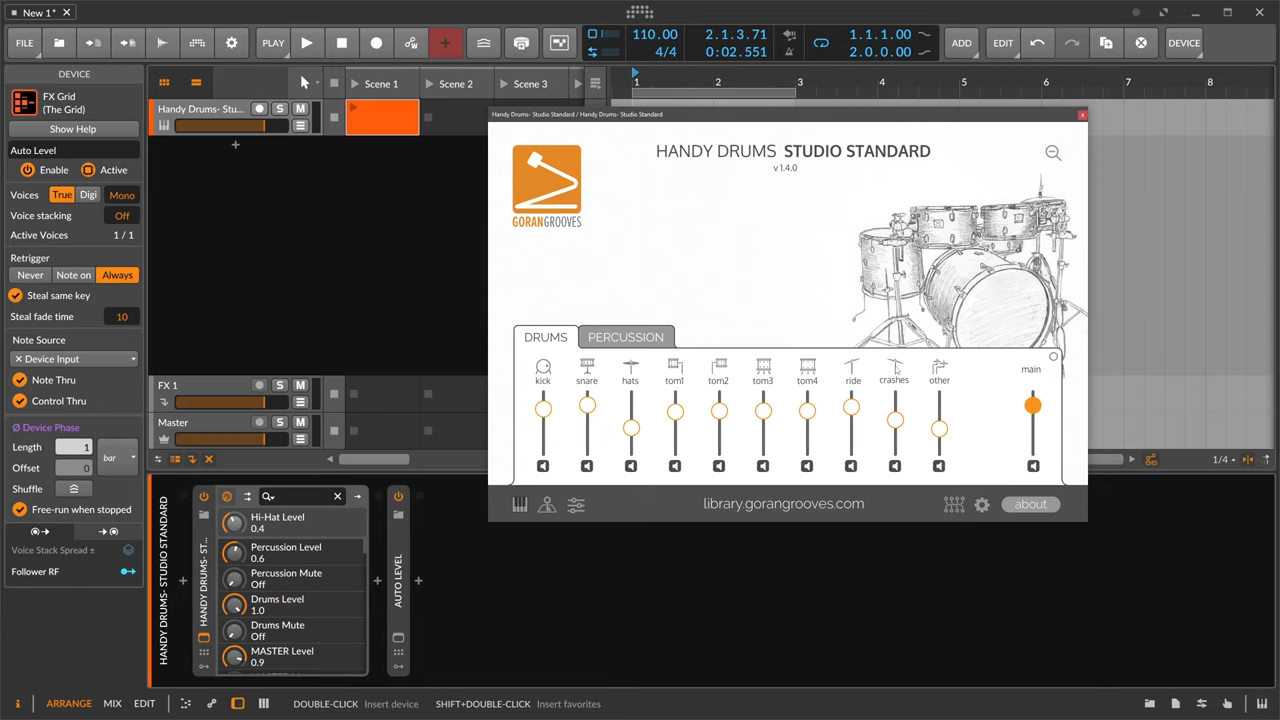 New 1*
FILE
PLAY
110.00
4/4
2.1.3.71
0:02.551
1.1.1.00
2.0.0.00
ADD
EDIT
DEVICE
DEVICE
FX Grid
(The Grid)
Show Help
Auto Level
Enable
Active
Voices
True
Digi
Mono
Voice stacking
Off
Active Voices
1 / 1
Retrigger
Never
Note on
Always
Steal same key
Steal fade time
10
Note Source
× Device Input
Note Thru
Control Thru
Ø Device Phase
Length
1
bar
Offset
0
Shuffle
Free-run when stopped
Voice Stack Spread ±
Follower RF
Scene 1
Scene 2
Scene 3
1
2
3
4
5
6
7
8
Handy Drums- Stu...
S
M
FX 1
S
M
Master
S
M
1/4
Handy Drums- Studio Standard / Handy Drums- Studio Standard
GORANGROOVES
HANDY DRUMS STUDIO STANDARD
v 1.4.0
DRUMS
PERCUSSION
kick
snare
hats
tom1
tom2
tom3
tom4
ride
crashes
other
main
library.gorangrooves.com
about
HANDY DRUMS- STUDIO STANDARD
HANDY DRUMS- ST...
Hi-Hat Level
0.4
Percussion Level
0.6
Percussion Mute
Off
Drums Level
1.0
Drums Mute
Off
MASTER Level
0.9
AUTO LEVEL
i
ARRANGE
MIX
EDIT
DOUBLE-CLICK
Insert device
SHIFT+DOUBLE-CLICK
Insert favorites